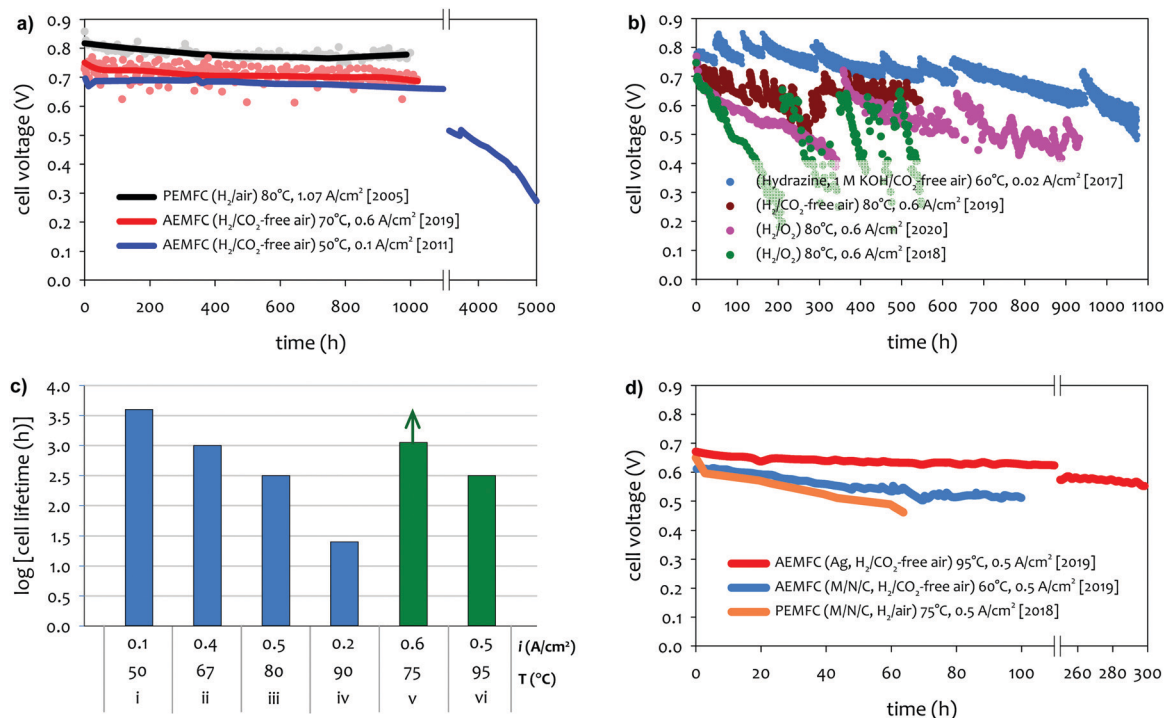 a)
0.9
0.8
0.7
0.6
0.5
0.4
0.3
0.2
0.1
0.0
cell voltage (V)
PEMFC (H₂/air) 80°C, 1.07 A/cm² [2005]
AEMFC (H₂/CO₂-free air) 70°C, 0.6 A/cm² [2019]
AEMFC (H₂/CO₂-free air) 50°C, 0.1 A/cm² [2011]
0 200 400 600 800 1000 4000 5000
time (h)
b)
0.9
0.8
0.7
0.6
0.5
0.4
0.3
0.2
0.1
0.0
cell voltage (V)
(Hydrazine, 1 M KOH/CO₂-free air) 60°C, 0.02 A/cm² [2017]
(H₂/CO₂-free air) 80°C, 0.6 A/cm² [2019]
(H₂/O₂) 80°C, 0.6 A/cm² [2020]
(H₂/O₂) 80°C, 0.6 A/cm² [2018]
0 100 200 300 400 500 600 700 800 900 1000 1100
time (h)
c)
4.0
3.5
3.0
2.5
2.0
1.5
1.0
0.5
0.0
log [cell lifetime (h)]
0.1 0.4 0.5 0.2 0.6 0.5 i (A/cm²)
50 67 80 90 75 95 T (°C)
i ii iii iv v vi
d)
0.9
0.8
0.7
0.6
0.5
0.4
0.3
0.2
0.1
0.0
cell voltage (V)
AEMFC (Ag, H₂/CO₂-free air) 95°C, 0.5 A/cm² [2019]
AEMFC (M/N/C, H₂/CO₂-free air) 60°C, 0.5 A/cm² [2019]
PEMFC (M/N/C, H₂/air) 75°C, 0.5 A/cm² [2018]
0 20 40 60 80 100 260 280 300
time (h)